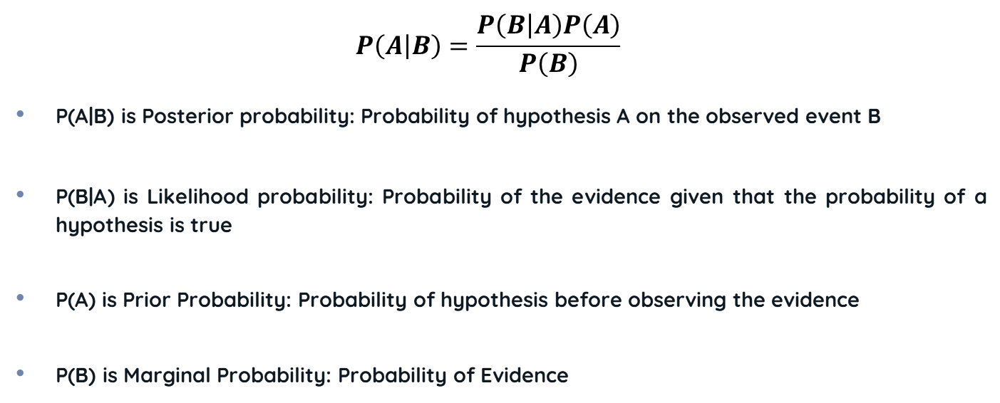 P(A|B) = P(B|A)P(A) / P(B)
• P(A|B) is Posterior probability: Probability of hypothesis A on the observed event B
• P(B|A) is Likelihood probability: Probability of the evidence given that the probability of a
hypothesis is true
• P(A) is Prior Probability: Probability of hypothesis before observing the evidence
• P(B) is Marginal Probability: Probability of Evidence